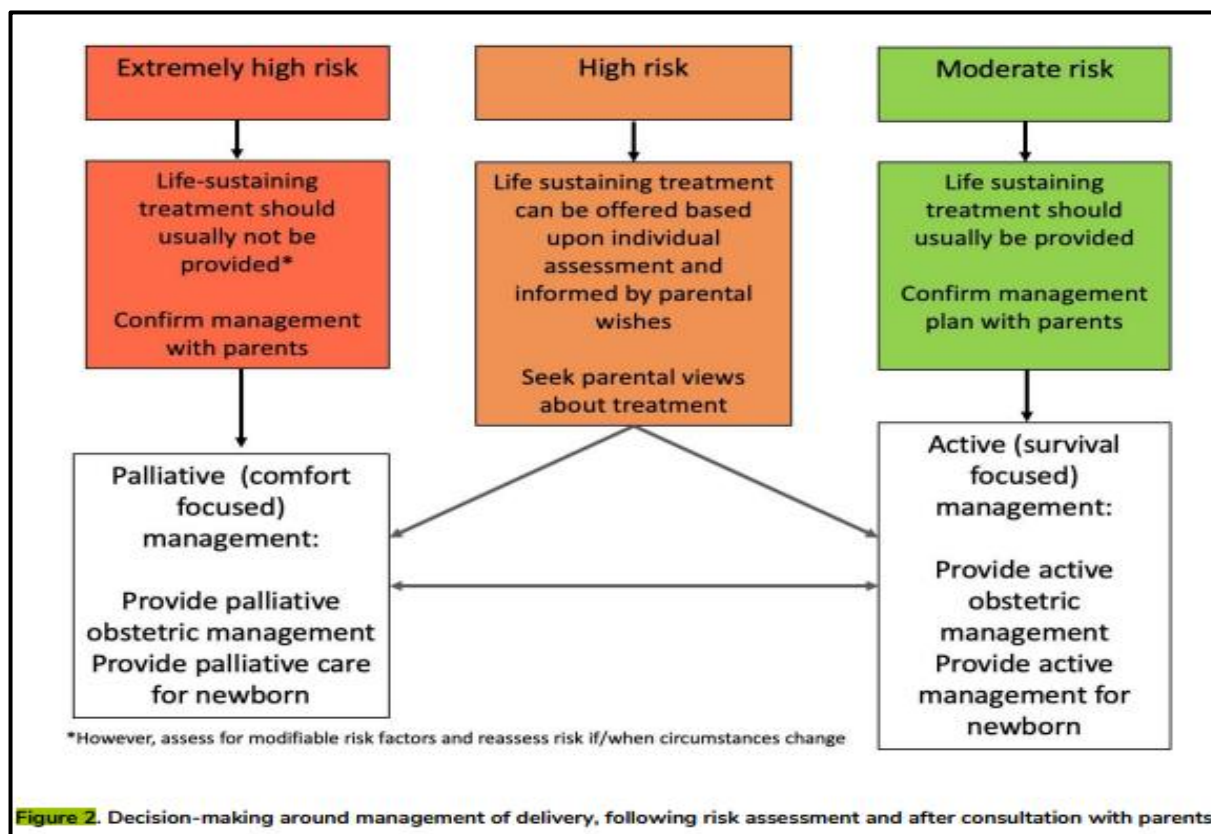 Extremely high risk
High risk
Moderate risk
Life-sustaining
treatment should
usually not be
provided*
Confirm management
with parents
Life sustaining treatment
can be offered based
upon individual
assessment and
informed by parental
wishes
Seek parental views
about treatment
Life sustaining
treatment should
usually be provided
Confirm management
plan with parents
Palliative (comfort
focused)
management:
Provide palliative
obstetric management
Provide palliative care
for newborn
Active (survival
focused)
management:
Provide active
obstetric
management
Provide active
management for
newborn
*However, assess for modifiable risk factors and reassess risk if/when circumstances change
Figure 2. Decision-making around management of delivery, following risk assessment and after consultation with parents